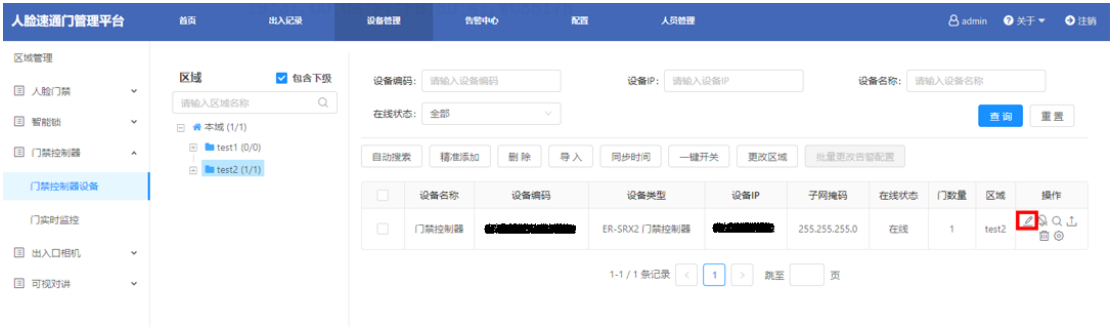 人脸速通门管理平台 首页 出入记录 设备管理 告警中心 配置 人员管理 admin 关于 注销
区域管理
人脸门禁
智能锁
门禁控制器
门禁控制器设备
门实时监控
出入口相机
可视对讲
区域 包含下级
请输入区域名称
本域 (1/1)
test1 (0/0)
test2 (1/1)
设备编码: 请输入设备编码 设备IP: 请输入设备IP 设备名称: 请输入设备名称
在线状态: 全部 查 询 重 置
自动搜索 精准添加 删 除 导 入 同步时间 一键开关 更改区域 批量更改告警配置
设备名称 设备编码 设备类型 设备IP 子网掩码 在线状态 门数量 区域 操作
门禁控制器 ER-SRX2 门禁控制器 255.255.255.0 在线 1 test2
1-1 / 1 条记录 1 跳至 页